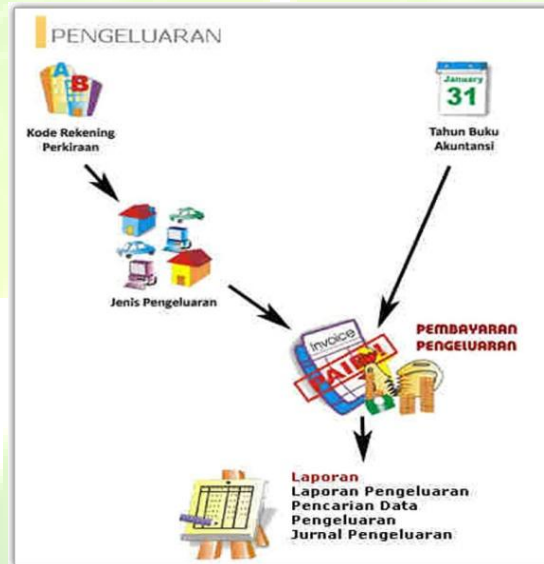 PENGELUARAN
A
B
Kode Rekening
Perkiraan
January
31
Tahun Buku
Akuntansi
Jenis Pengeluaran
Invoice
PAID!
PEMBAYARAN
PENGELUARAN
Laporan
Laporan Pengeluaran
Pencarian Data
Pengeluaran
Jurnal Pengeluaran